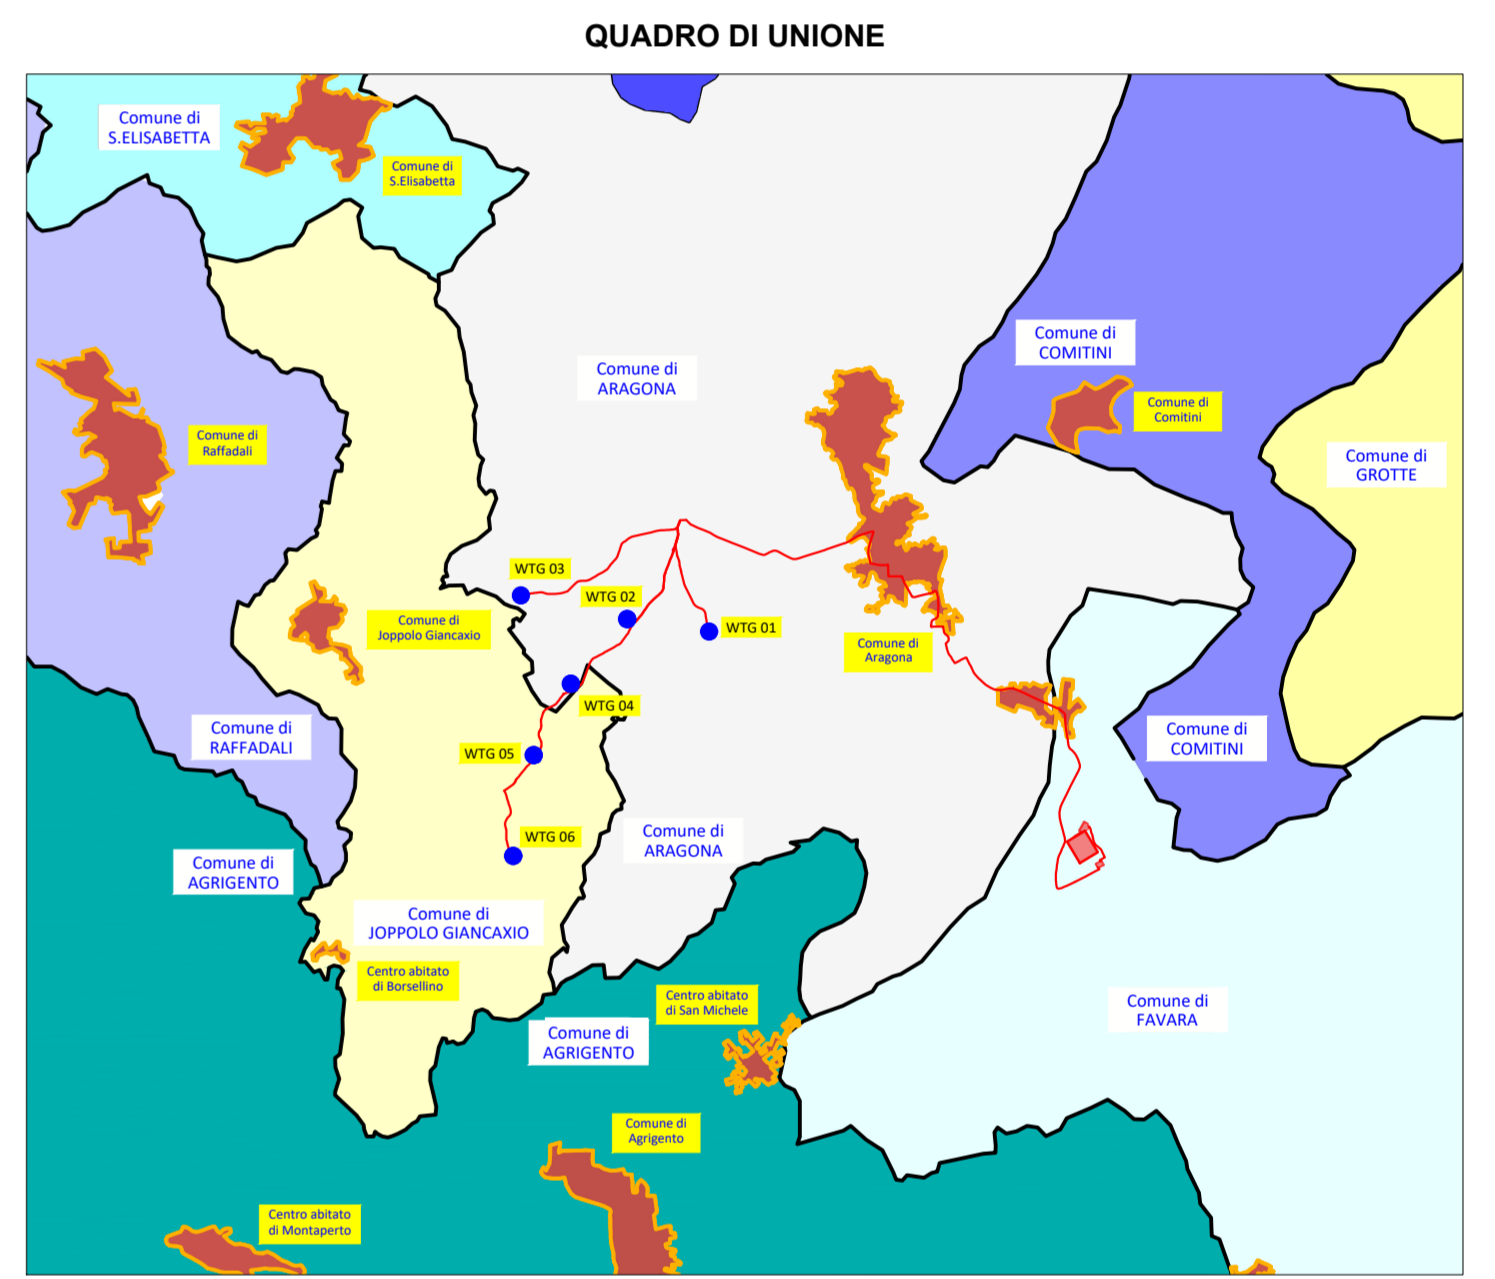 QUADRO DI UNIONE
Comune di
S.ELISABETTA
Comune di
S.Elisabetta
Comune di
COMITINI
Comune di
ARAGONA
Comune di
Comitini
Comune di
Raffadali
Comune di
GROTTE
WTG 03
WTG 02
Comune di
Joppolo Giancaxio
WTG 01
Comune di
Aragona
WTG 04
Comune di
RAFFADALI
WTG 05
Comune di
COMITINI
WTG 06
Comune di
ARAGONA
Comune di
AGRIGENTO
Comune di
JOPPOLO GIANCAXIO
Centro abitato
di Borsellino
Centro abitato
di San Michele
Comune di
FAVARA
Comune di
AGRIGENTO
Comune di
Agrigento
Centro abitato
di Montaperto